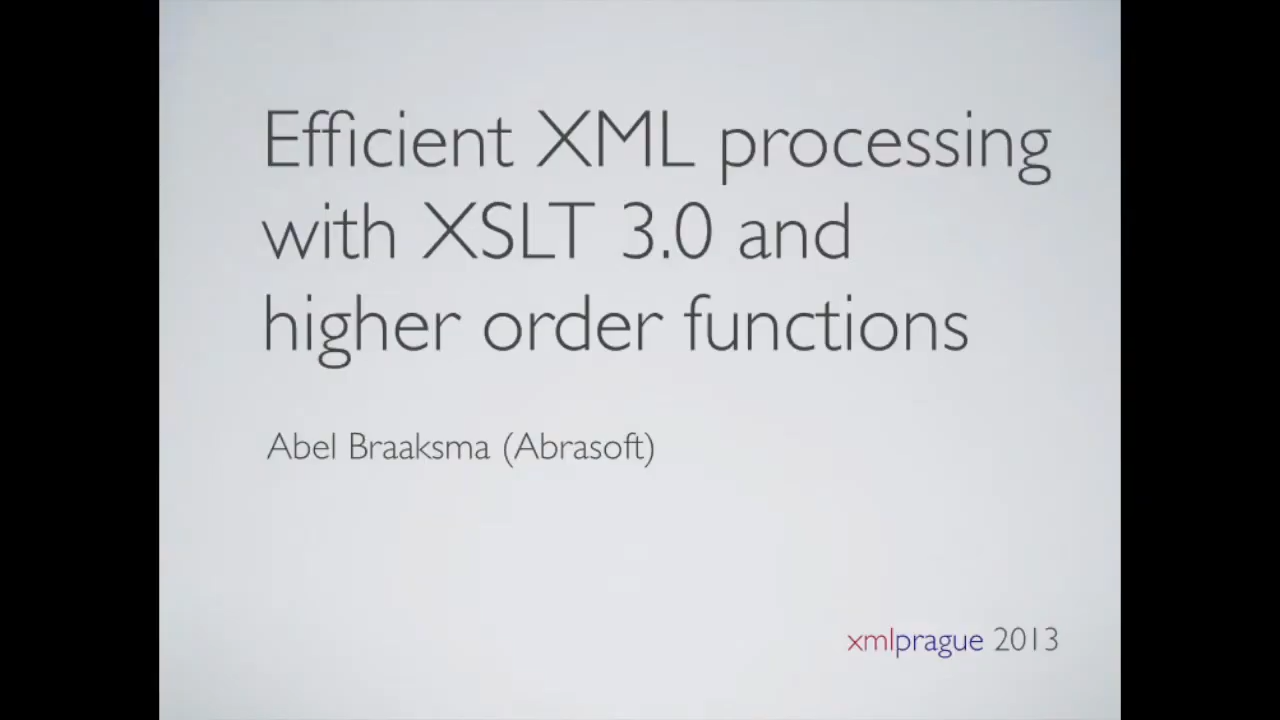 Efficient XML processing
with XSLT 3.0 and
higher order functions
Abel Braaksma (Abrasoft)
xmlprague 2013